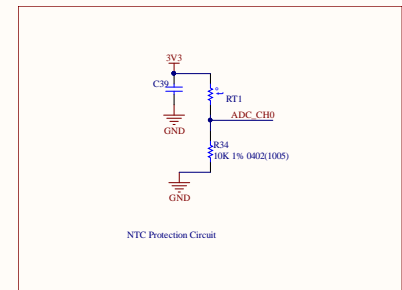 3V3
C39
t°
RT1
ADC_CH0
GND
R34
10K 1% 0402(1005)
GND
NTC Protection Circuit